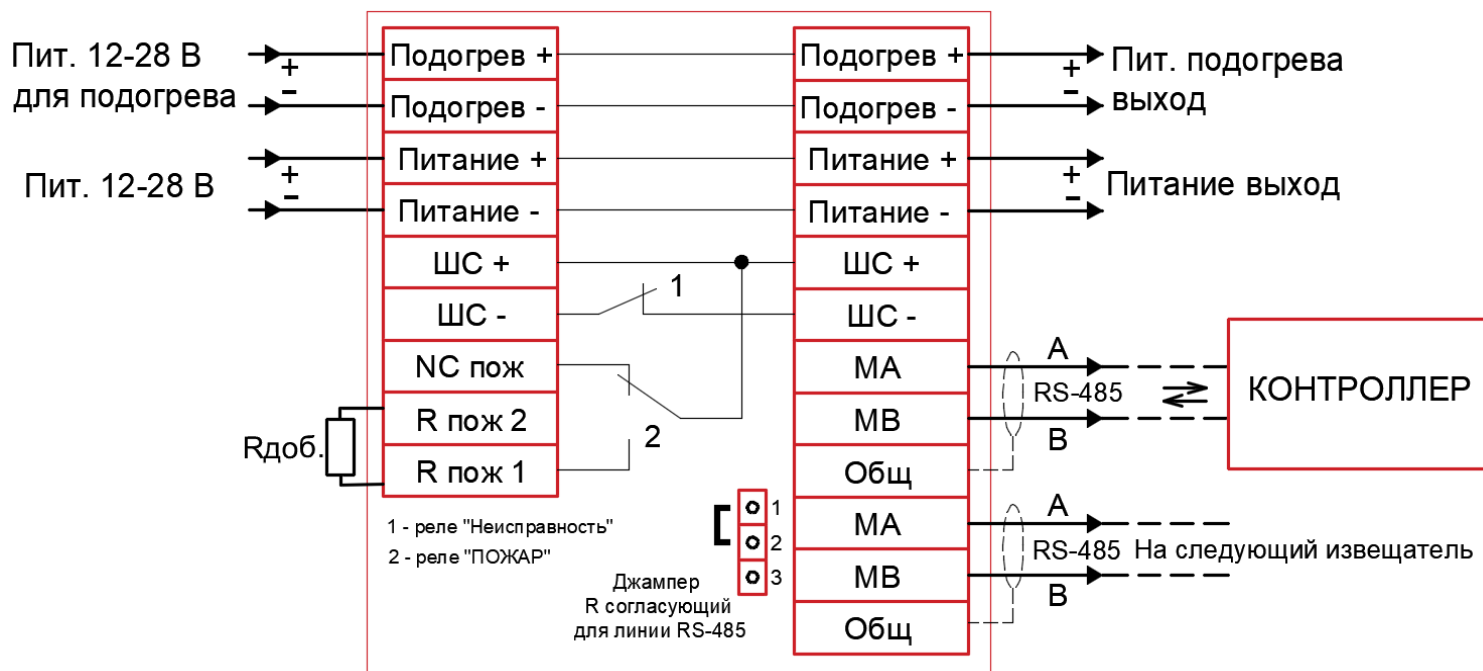 Пит. 12-28 В
для подогрева
+
-
Пит. 12-28 В
+
-
Подогрев +
Подогрев -
Питание +
Питание -
ШС +
ШС -
NC пож
R пож 2
R пож 1
Rдоб.
1
2
1 - реле "Неисправность"
2 - реле "ПОЖАР"
1
2
3
Джампер
R согласующий
для линии RS-485
Подогрев +
Подогрев -
Питание +
Питание -
ШС +
ШС -
МА
МВ
Общ
МА
МВ
Общ
+
-
Пит. подогрева
выход
+
-
Питание выход
А
RS-485
В
КОНТРОЛЛЕР
А
RS-485 На следующий извещатель
В